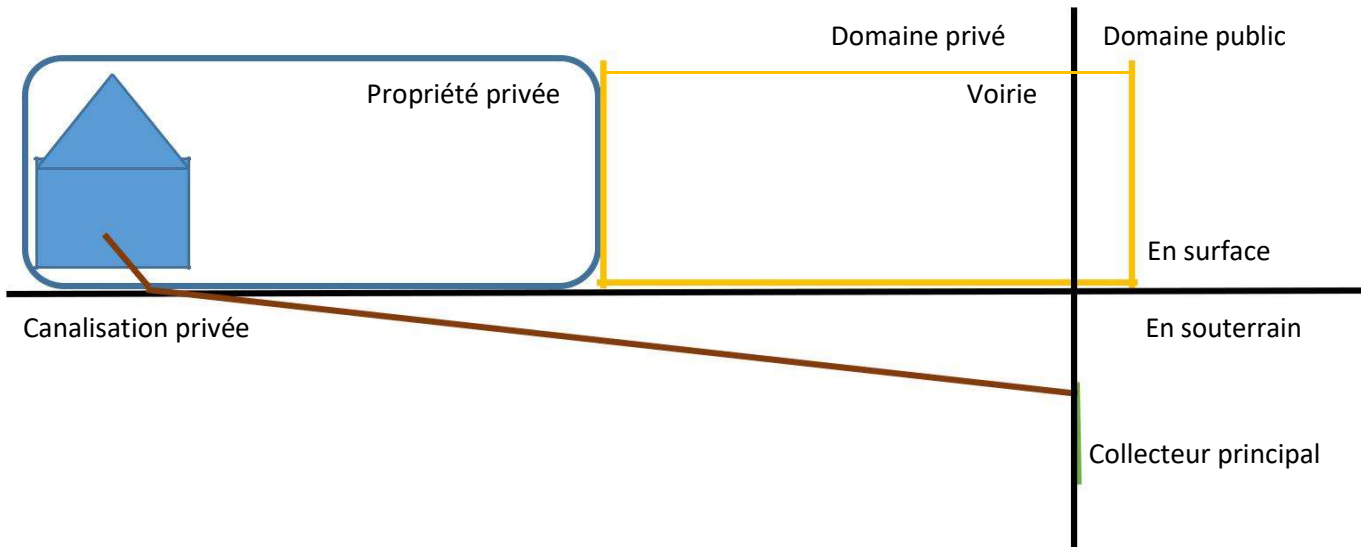 Domaine privé
Domaine public
Propriété privée
Voirie
En surface
Canalisation privée
En souterrain
Collecteur principal